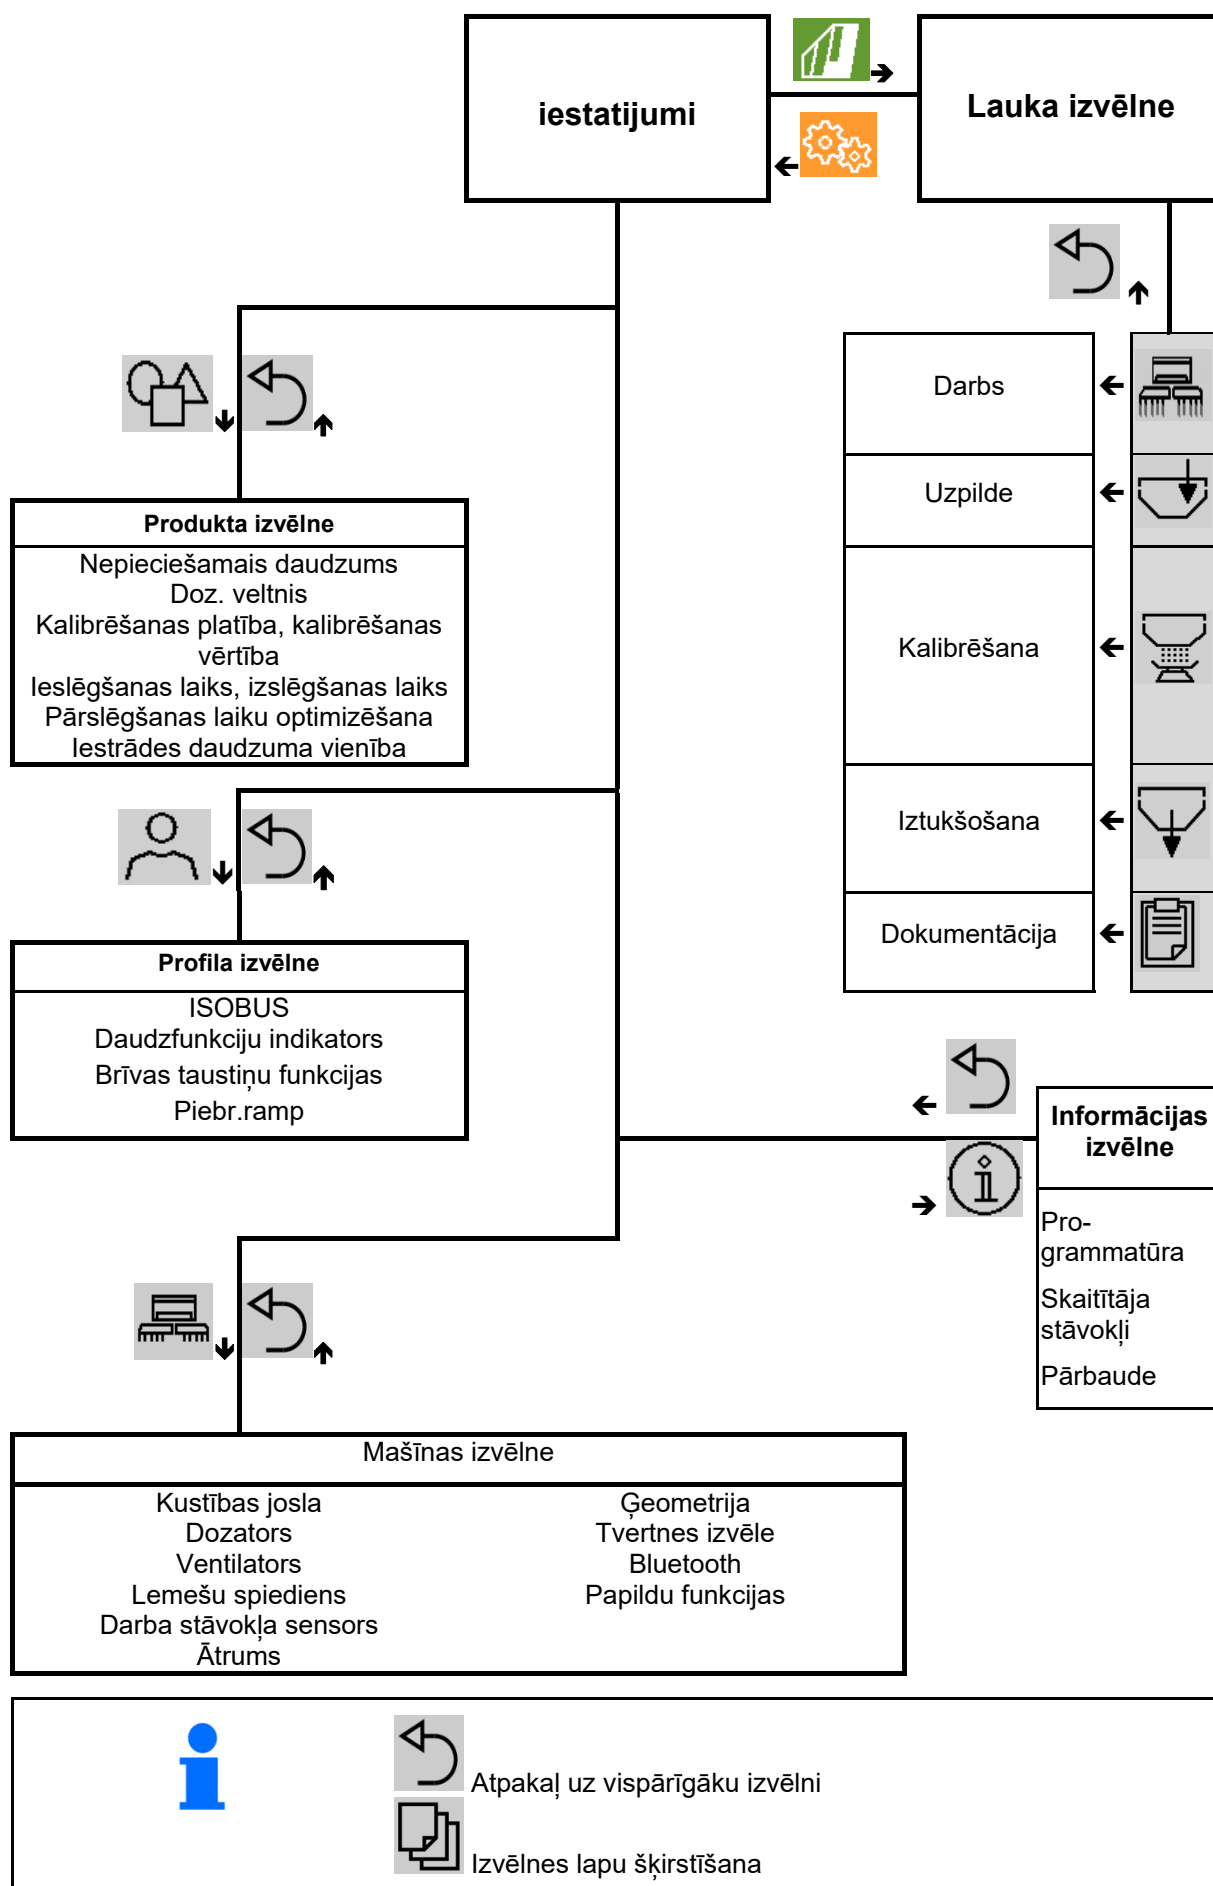 iestatijumi
Lauka izvēlne
Darbs
Uzpilde
Kalibrēšana
Iztukšošana
Dokumentācija
Produkta izvēlne
Nepieciešamais daudzums
Doz. veltnis
Kalibrēšanas platība, kalibrēšanas
vērtība
Ieslēgšanas laiks, izslēgšanas laiks
Pārslēgšanas laiku optimizēšana
Iestrādes daudzuma vienība
Profila izvēlne
ISOBUS
Daudzfunkciju indikators
Brīvas taustiņu funkcijas
Piebr.ramp
Informācijas
izvēlne
Pro-
grammatūra
Skaitītāja
stāvokļi
Pārbaude
Mašīnas izvēlne
Kustības josla
Dozators
Ventilators
Lemešu spiediens
Darba stāvokļa sensors
Ātrums
Ģeometrija
Tvertnes izvēle
Bluetooth
Papildu funkcijas
Atpakaļ uz vispārīgāku izvēlni
Izvēlnes lapu šķirstīšana